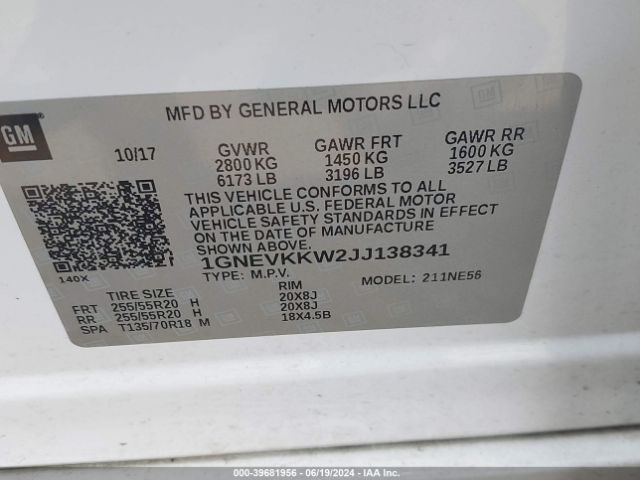 MFD BY GENERAL MOTORS LLC
GM
10/17 GVWR GAWR FRT GAWR RR
2800 KG 1450 KG 1600 KG
6173 LB 3196 LB 3527 LB
THIS VEHICLE CONFORMS TO ALL
APPLICABLE U.S. FEDERAL MOTOR
VEHICLE SAFETY STANDARDS IN EFFECT
ON THE DATE OF MANUFACTURE
SHOWN ABOVE.
140X
1GNEVKKW2JJ138341
TYPE: M.P.V. MODEL: 211NE56
TIRE SIZE RIM
FRT 255/55R20 H 20X8J
RR 255/55R20 H 20X8J
SPA T135/70R18 M 18X4.5B
000-39681956 | 06/19/2024 | IAAI.COM